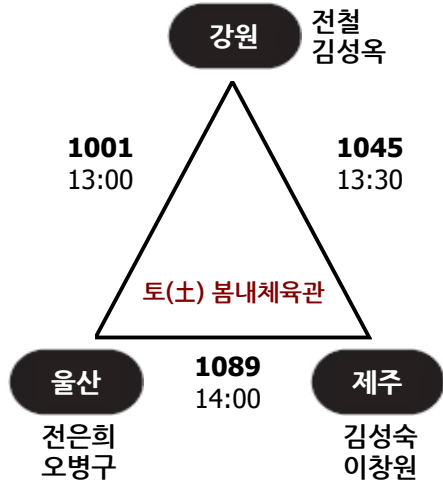 강원
전철
김성옥
1001
13:00
1045
13:30
토(土) 봄내체육관
울산
1089
14:00
제주
전은희
오병구
김성숙
이창원